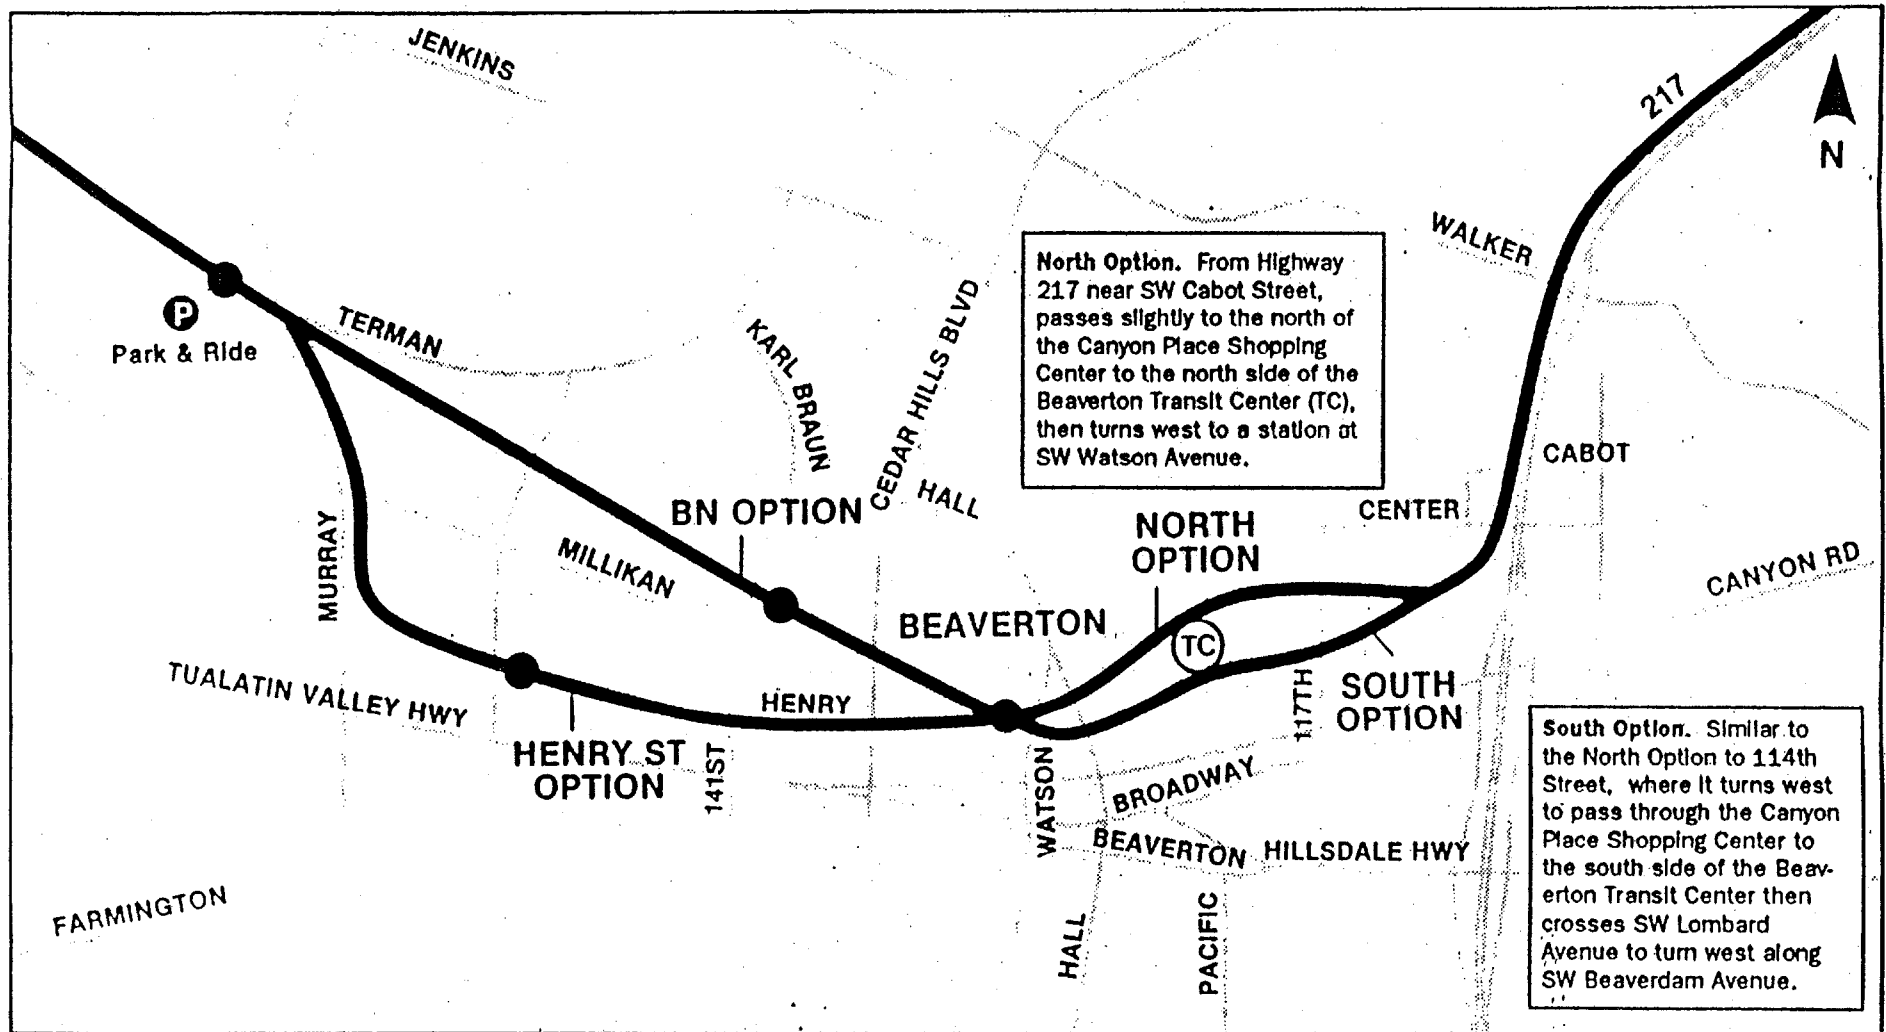 JENKINS
217
N
WALKER
North Option. From Highway
217 near SW Cabot Street,
passes slightly to the north of
the Canyon Place Shopping
Center to the north side of the
Beaverton Transit Center (TC),
then turns west to a station at
SW Watson Avenue.
P
Park & Ride
TERMAN
KARL BRAUN
CEDAR HILLS BLVD
HALL
CABOT
CENTER
BN OPTION
NORTH
OPTION
MURRAY
MILLIKAN
CANYON RD
BEAVERTON
TC
TUALATIN VALLEY HWY
HENRY
117TH
SOUTH
OPTION
HENRY ST
OPTION
141ST
WATSON
BROADWAY
BEAVERTON HILLSDALE HWY
South Option. Similar to
the North Option to 114th
Street, where it turns west
to pass through the Canyon
Place Shopping Center to
the south side of the Beav-
erton Transit Center then
crosses SW Lombard
Avenue to turn west along
SW Beaverdam Avenue.
FARMINGTON
HALL
PACIFIC